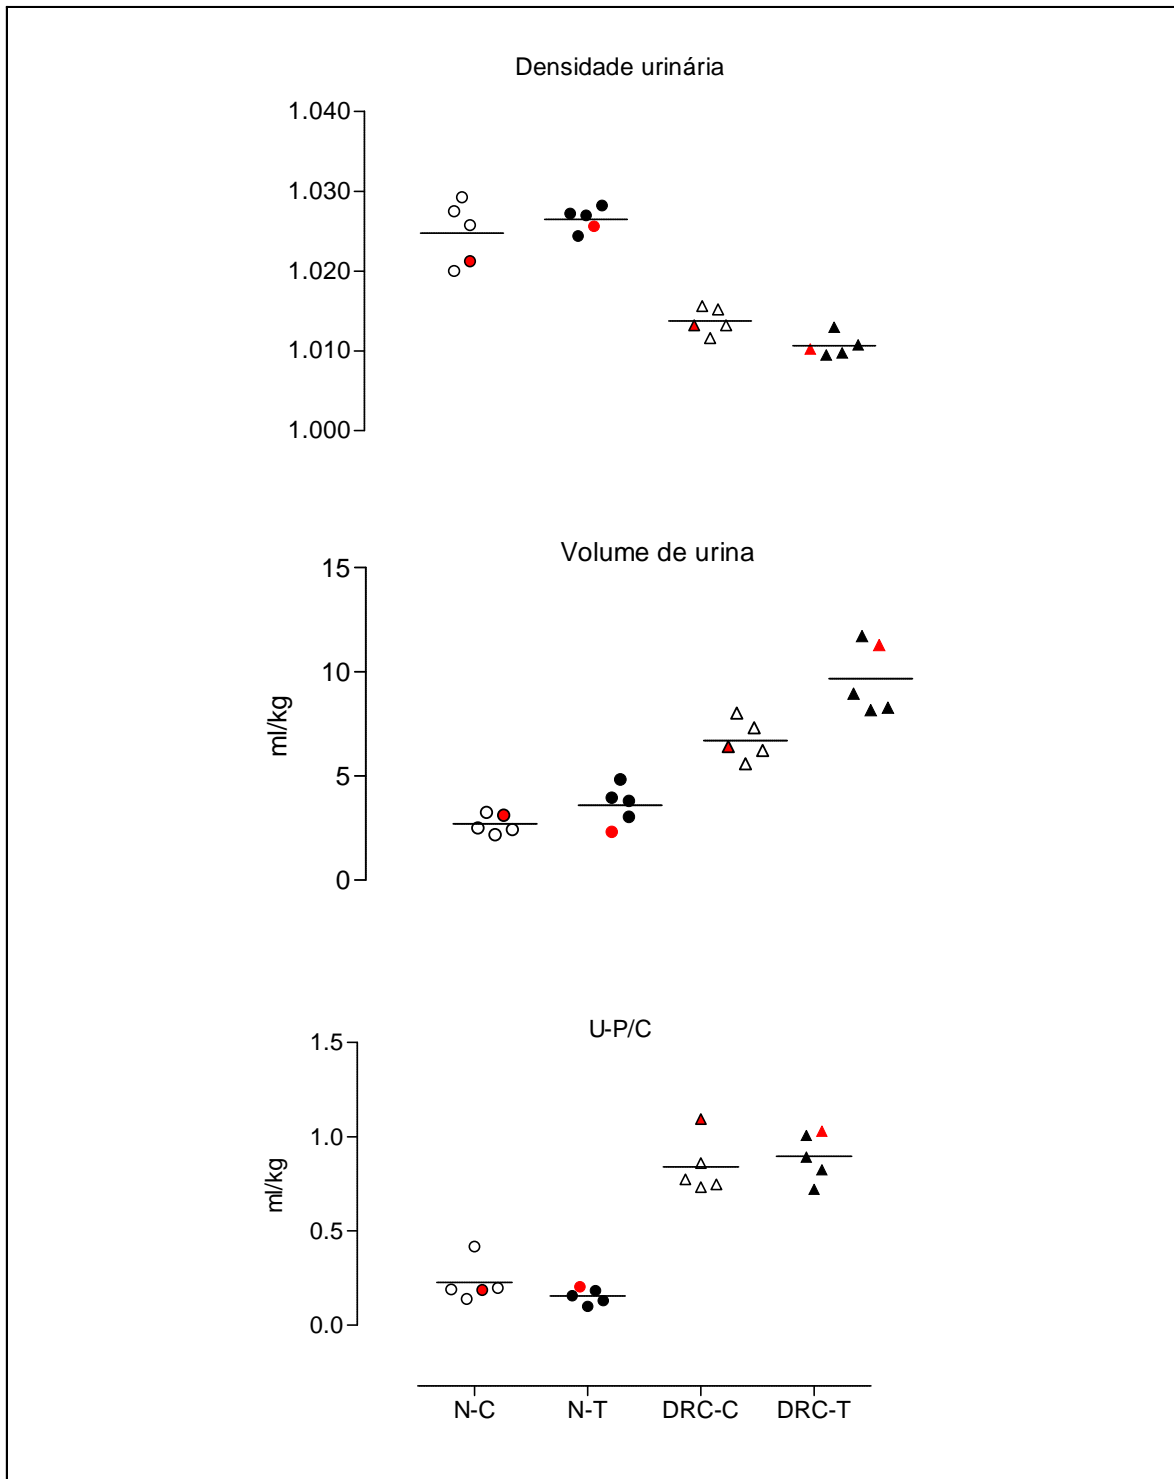 Densidade urinária
1.040
1.030
1.020
1.010
1.000
Volume de urina
15
10
5
0
ml/kg
U-P/C
1.5
1.0
0.5
0.0
ml/kg
N-C N-T DRC-C DRC-T